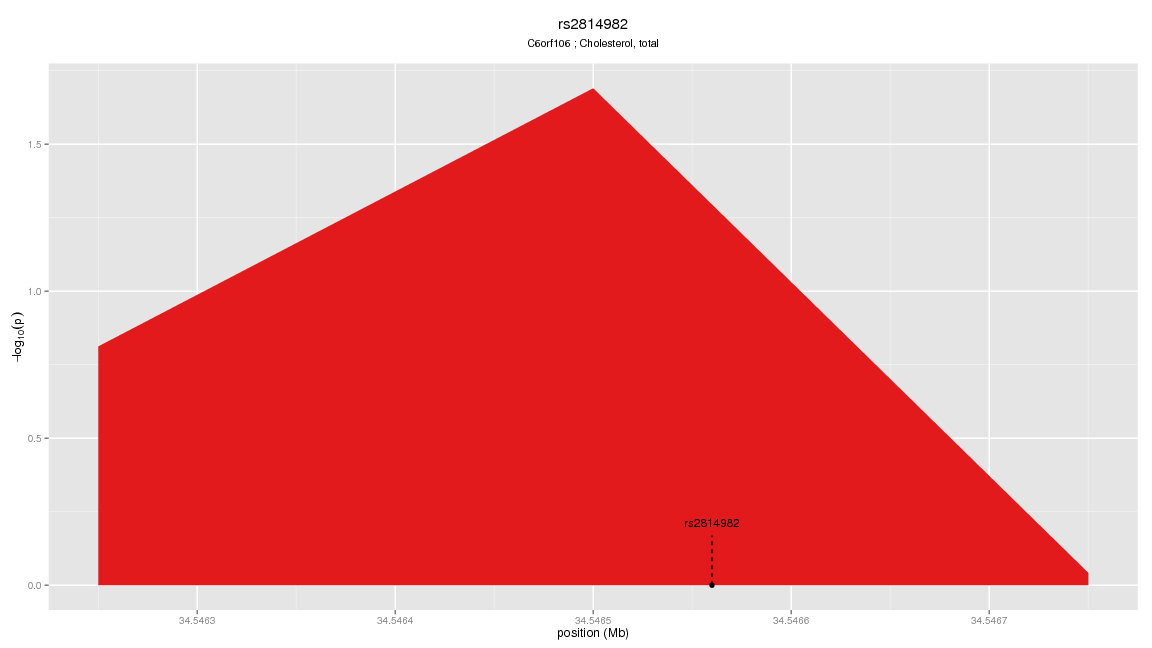 rs2814982
C6orf106 ; Cholesterol, total
−log10(p)
1.5
1.0
0.5
0.0
rs2814982
34.5463 34.5464 34.5465 34.5466 34.5467
position (Mb)